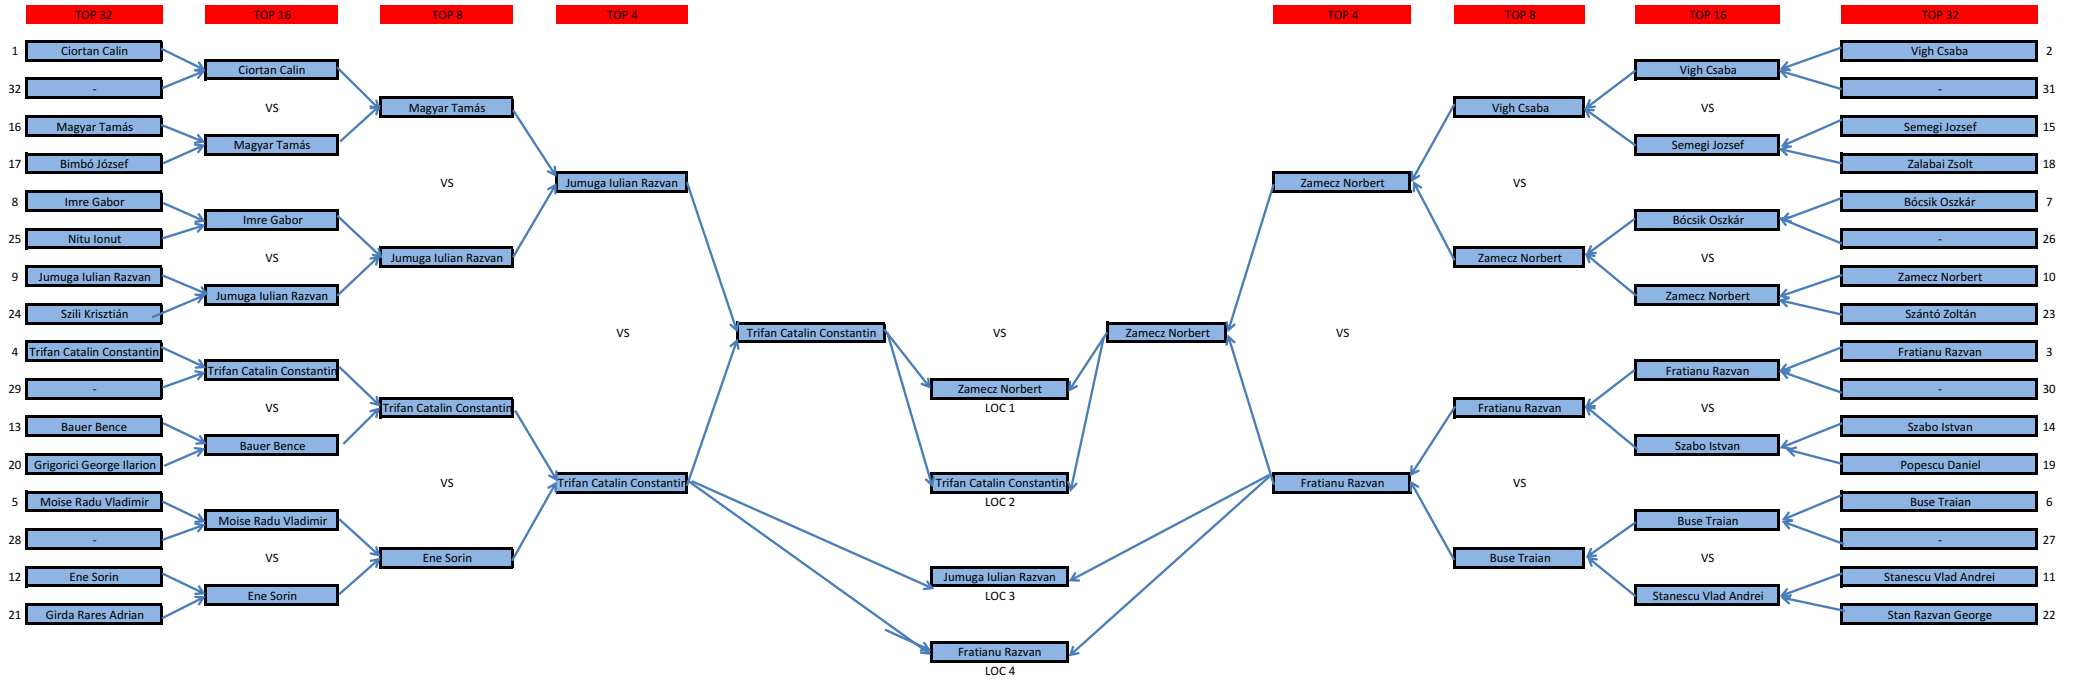 TOP 32
TOP 16
TOP 8
TOP 4
TOP 4
TOP 8
TOP 16
TOP 32
1
Ciortan Calin
32
-
16
Magyar Tamás
17
Bimbó József
8
Imre Gabor
25
Nitu Ionut
9
Jumuga Iulian Razvan
24
Szili Krisztián
4
Trifan Catalin Constantin
29
-
13
Bauer Bence
20
Grigorici George Ilarion
5
Moise Radu Vladimir
28
-
12
Ene Sorin
21
Girda Rares Adrian
Ciortan Calin
VS
Magyar Tamás
Imre Gabor
VS
Jumuga Iulian Razvan
Trifan Catalin Constantin
VS
Bauer Bence
Moise Radu Vladimir
VS
Ene Sorin
Magyar Tamás
VS
Jumuga Iulian Razvan
Trifan Catalin Constantin
VS
Ene Sorin
Jumuga Iulian Razvan
VS
Trifan Catalin Constantin
Trifan Catalin Constantin
VS
Zamecz Norbert
Zamecz Norbert
LOC 1
Trifan Catalin Constantin
LOC 2
Jumuga Iulian Razvan
LOC 3
Fratianu Razvan
LOC 4
Zamecz Norbert
VS
Fratianu Razvan
Vigh Csaba
VS
Zamecz Norbert
Fratianu Razvan
VS
Buse Traian
Vigh Csaba
VS
Semegi Jozsef
Bócsik Oszkár
VS
Zamecz Norbert
Fratianu Razvan
VS
Szabo Istvan
Buse Traian
VS
Stanescu Vlad Andrei
Vigh Csaba
2
-
31
Semegi Jozsef
15
Zalabai Zsolt
18
Bócsik Oszkár
7
-
26
Zamecz Norbert
10
Szántó Zoltán
23
Fratianu Razvan
3
-
30
Szabo Istvan
14
Popescu Daniel
19
Buse Traian
6
-
27
Stanescu Vlad Andrei
11
Stan Razvan George
22